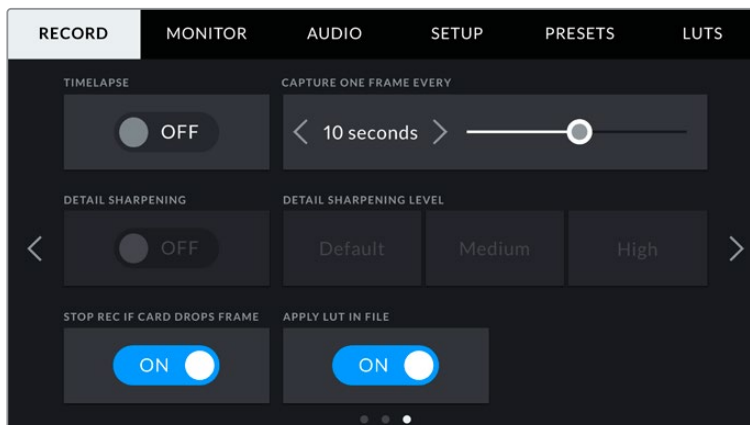 RECORD MONITOR AUDIO SETUP PRESETS LUTS
TIMELAPSE CAPTURE ONE FRAME EVERY
OFF 10 seconds
DETAIL SHARPENING DETAIL SHARPENING LEVEL
OFF Default Medium High
STOP REC IF CARD DROPS FRAME APPLY LUT IN FILE
ON ON